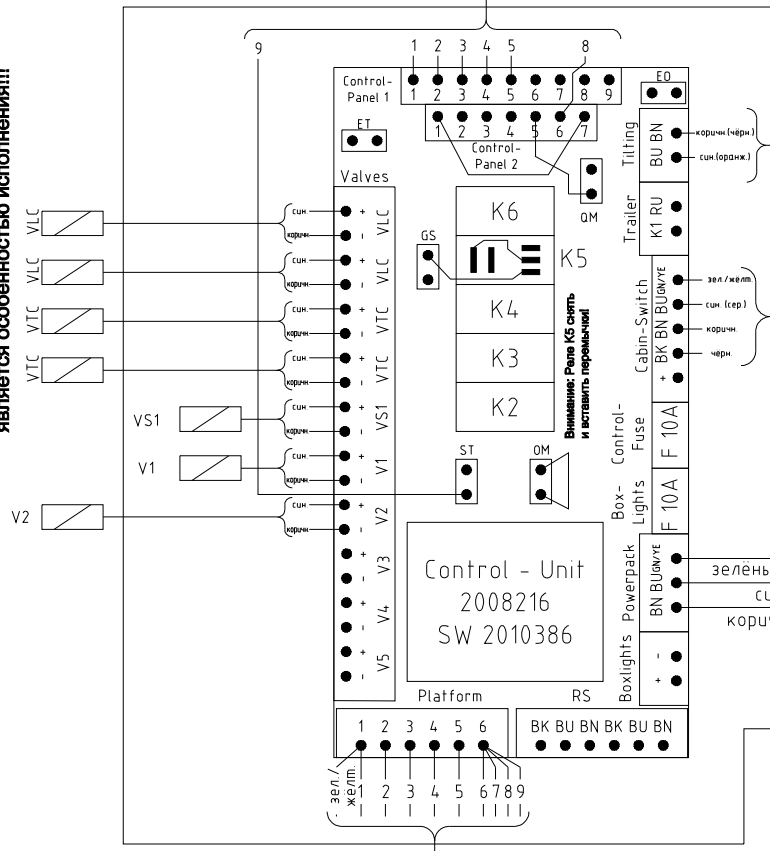 является особенностью исполнения!!!
9
1 2 3 4 5 8
Control-
Panel 1
1 2 3 4 5 6 7 8 9
1 2 3 4 5 6 7
Control-
Panel 2
EO
ET
QM
GS
Valves
VLC син. + VLC
коричн. -
VLC син. + VLC
коричн. -
VTC син. + VTC
коричн. -
VTC син. + VTC
коричн. -
VS1 син. + VS1
коричн. -
V1 син. + V1
коричн. -
V2 син. + V2
коричн. -
+ V3 -
+ V4 -
+ V5 -
K6
K5
K4
K3
K2
Внимание: Реле К5 снять
и вставить перемычки!
ST
OM
Control - Unit
2008216
SW 2010386
Tilting
BU BN
коричн.(чёрн.)
син.(оранж.)
Trailer
K1 RU
Cabin-Switch
+ BK BN BU GN/YE
зел./жёлт.
син. (сер.)
коричн.
чёрн.
Control-
Fuse
F 10A
Box-
Lights
F 10A
Powerpack
BN BU GN/YE
зелёны
си
корич
Boxlights
+ -
Platform
1 2 3 4 5 6
зел./
жёлт.
1 2 3 4 5 6 7 8 9
RS
BK BU BN BK BU BN